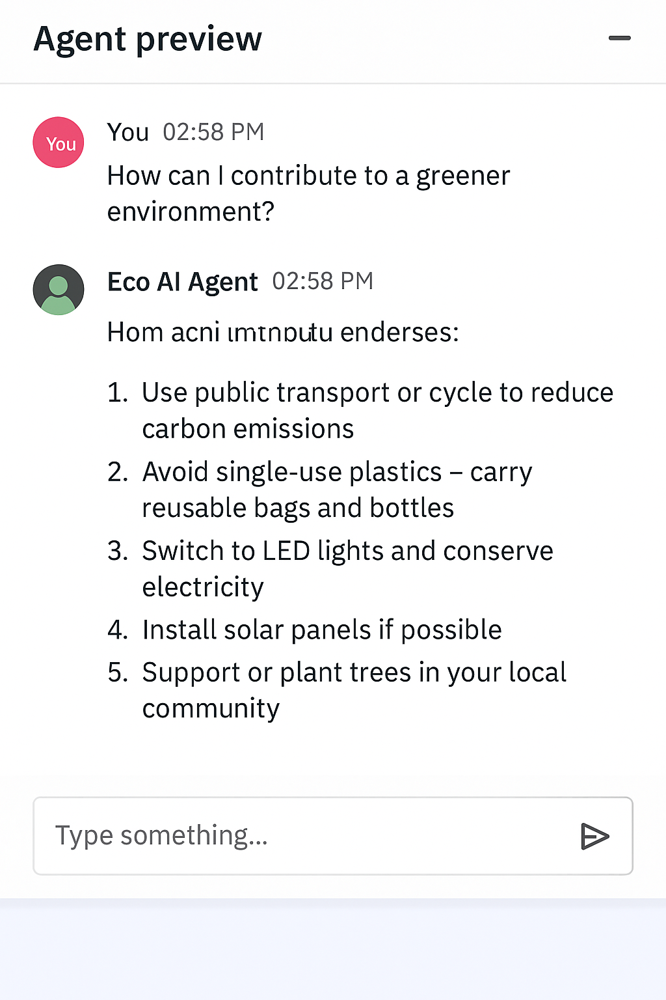 Agent preview
You 02:58 PM
You
How can I contribute to a greener
environment?
Eco AI Agent 02:58 PM
Hom acni enderses:
1. Use public transport or cycle to reduce
carbon emissions
2. Avoid single-use plastics – carry
reusable bags and bottles
3. Switch to LED lights and conserve
electricity
4. Install solar panels if possible
5. Support or plant trees in your local
community
Type something...